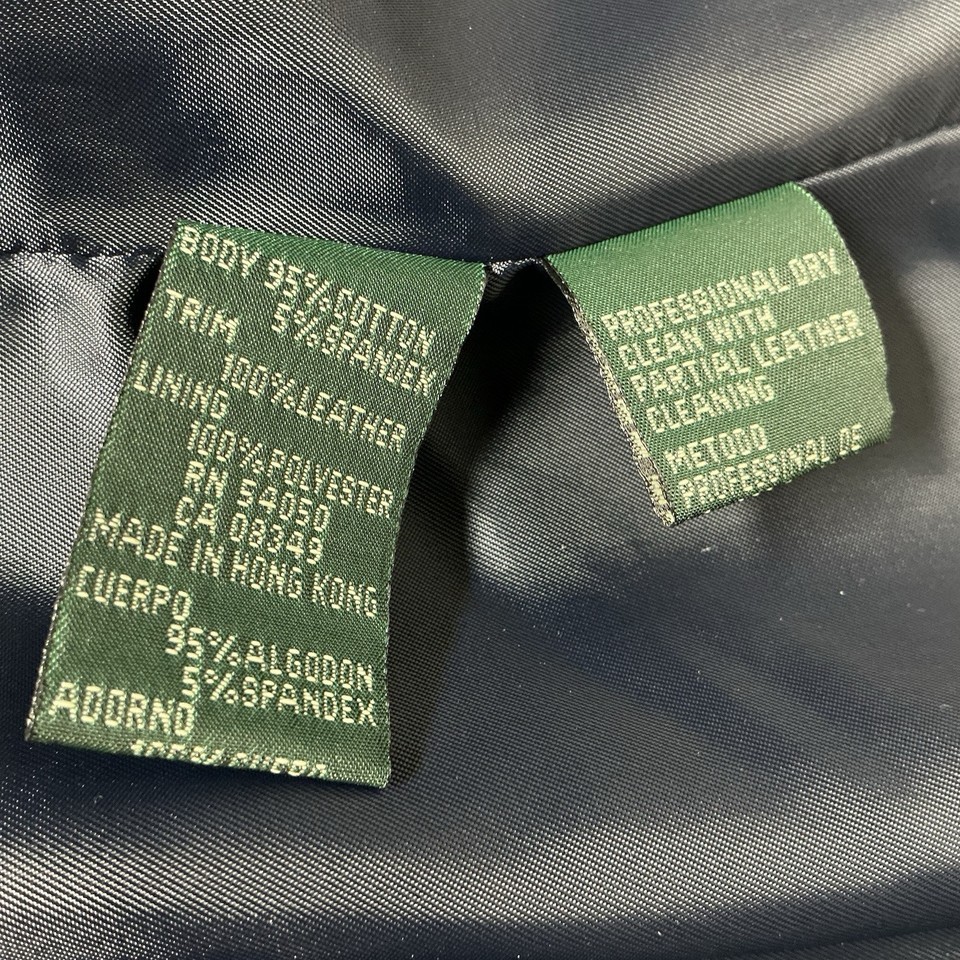 BODY 95%COTTON
5%SPANDEX
TRIM
100%LEATHER
LINING
100%POLYESTER
RN 54050
CA 08349
MADE IN HONG KONG
CUERPO
95%ALGODON
5%SPANDEX
ADORNO
PROFESSIONAL DRY
CLEAN WITH
PARTIAL LEATHER
CLEANING
METODO
PROFESSINAL DE